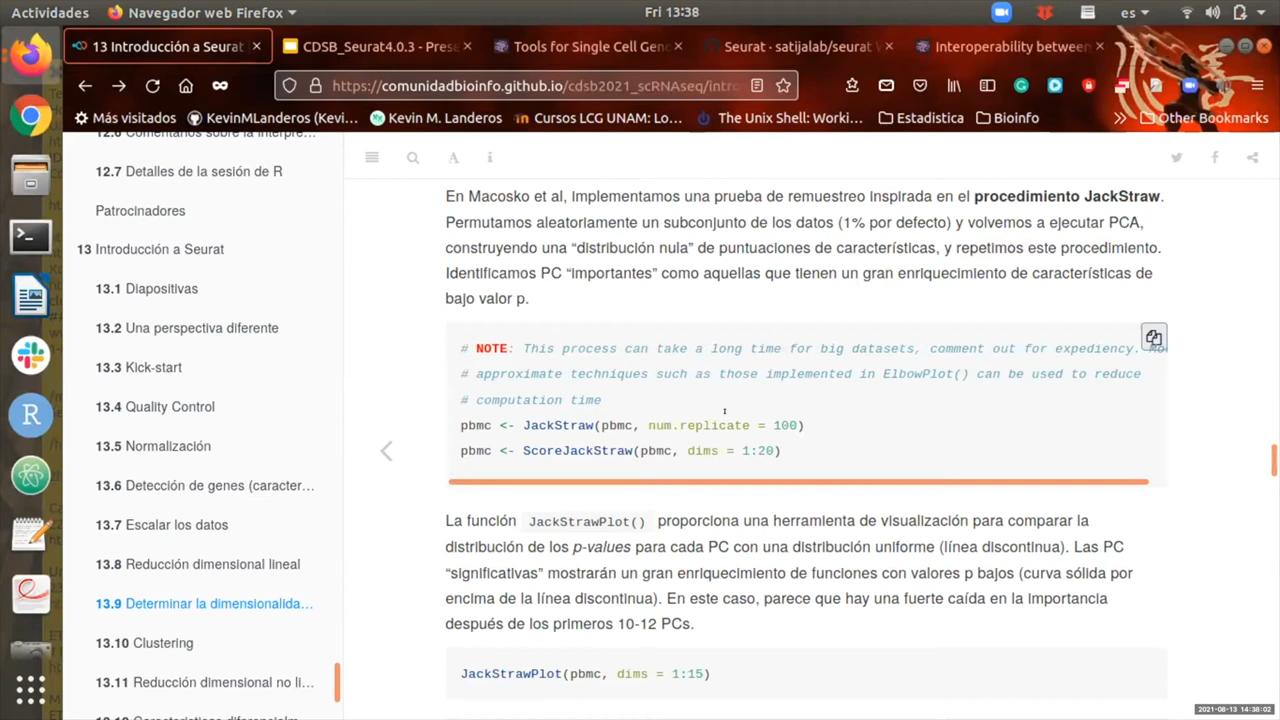 Actividades
Navegador web Firefox
Fri 13:38
es
13 Introducción a Seurat
CDSB_Seurat4.0.3 - Prese
Tools for Single Cell Geno
Seurat · satijalab/seurat W
Interoperability between
https://comunidadbioinfo.github.io/cdsb2021_scRNAseq/intro
Más visitados
KevinMLanderos (Kevi...
Kevin M. Landeros
Cursos LCG UNAM: Lo...
The Unix Shell: Worki...
Estadistica
Bioinfo
Other Bookmarks
12.6 Comentarios sobre la interpre...
12.7 Detalles de la sesión de R
Patrocinadores
13 Introducción a Seurat
13.1 Diapositivas
13.2 Una perspectiva diferente
13.3 Kick-start
13.4 Quality Control
13.5 Normalización
13.6 Detección de genes (caracter...
13.7 Escalar los datos
13.8 Reducción dimensional lineal
13.9 Determinar la dimensionalida...
13.10 Clustering
13.11 Reducción dimensional no li...
En Macosko et al, implementamos una prueba de remuestreo inspirada en el procedimiento JackStraw.
Permutamos aleatoriamente un subconjunto de los datos (1% por defecto) y volvemos a ejecutar PCA,
construyendo una “distribución nula” de puntuaciones de características, y repetimos este procedimiento.
Identificamos PC “importantes” como aquellas que tienen un gran enriquecimiento de características de
bajo valor p.
# NOTE: This process can take a long time for big datasets, comment out for expediency.
# approximate techniques such as those implemented in ElbowPlot() can be used to reduce
# computation time
pbmc <- JackStraw(pbmc, num.replicate = 100)
pbmc <- ScoreJackStraw(pbmc, dims = 1:20)
La función JackStrawPlot() proporciona una herramienta de visualización para comparar la
distribución de los p-values para cada PC con una distribución uniforme (línea discontinua). Las PC
“significativas” mostrarán un gran enriquecimiento de funciones con valores p bajos (curva sólida por
encima de la línea discontinua). En este caso, parece que hay una fuerte caída en la importancia
después de los primeros 10-12 PCs.
JackStrawPlot(pbmc, dims = 1:15)
2021-08-13 14:38:02